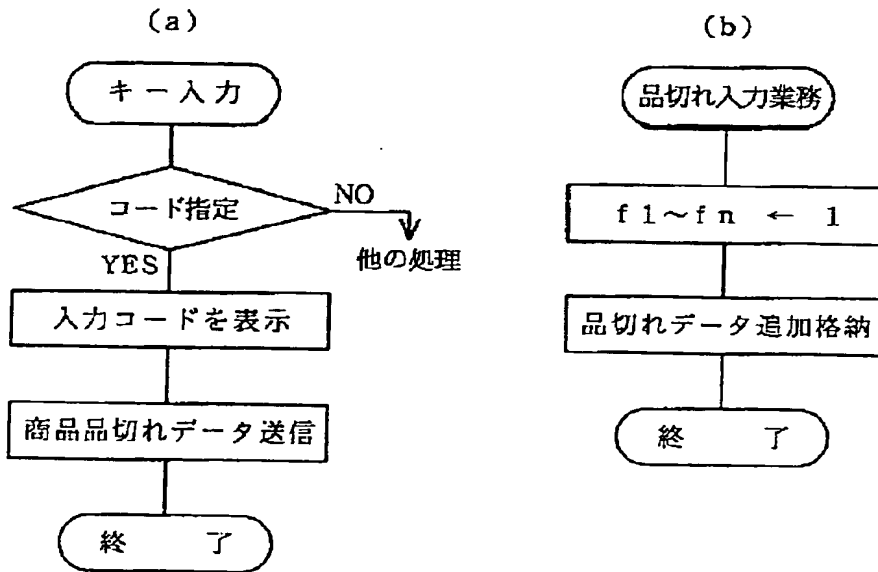 (a)
キー入力
コード指定
NO
他の処理
YES
入力コードを表示
商品品切れデータ送信
終 了
(b)
品切れ入力業務
f1~fn ← 1
品切れデータ追加格納
終 了